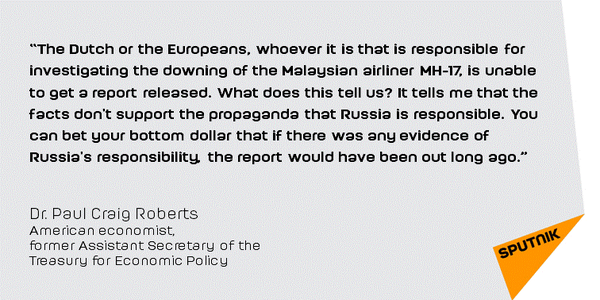 “The Dutch or the Europeans, whoever it is that is responsible for
investigating the downing of the Malaysian airliner MH-17, is unable
to get a report released. What does this tell us? It tells me that the
facts don't support the propaganda that Russia is responsible. You
can bet your bottom dollar that if there was any evidence of
Russia's responsibility, the report would have been out long ago.”
Dr. Paul Craig Roberts
American economist,
former Assistant Secretary of the
Treasury for Economic Policy
SPUTNIK